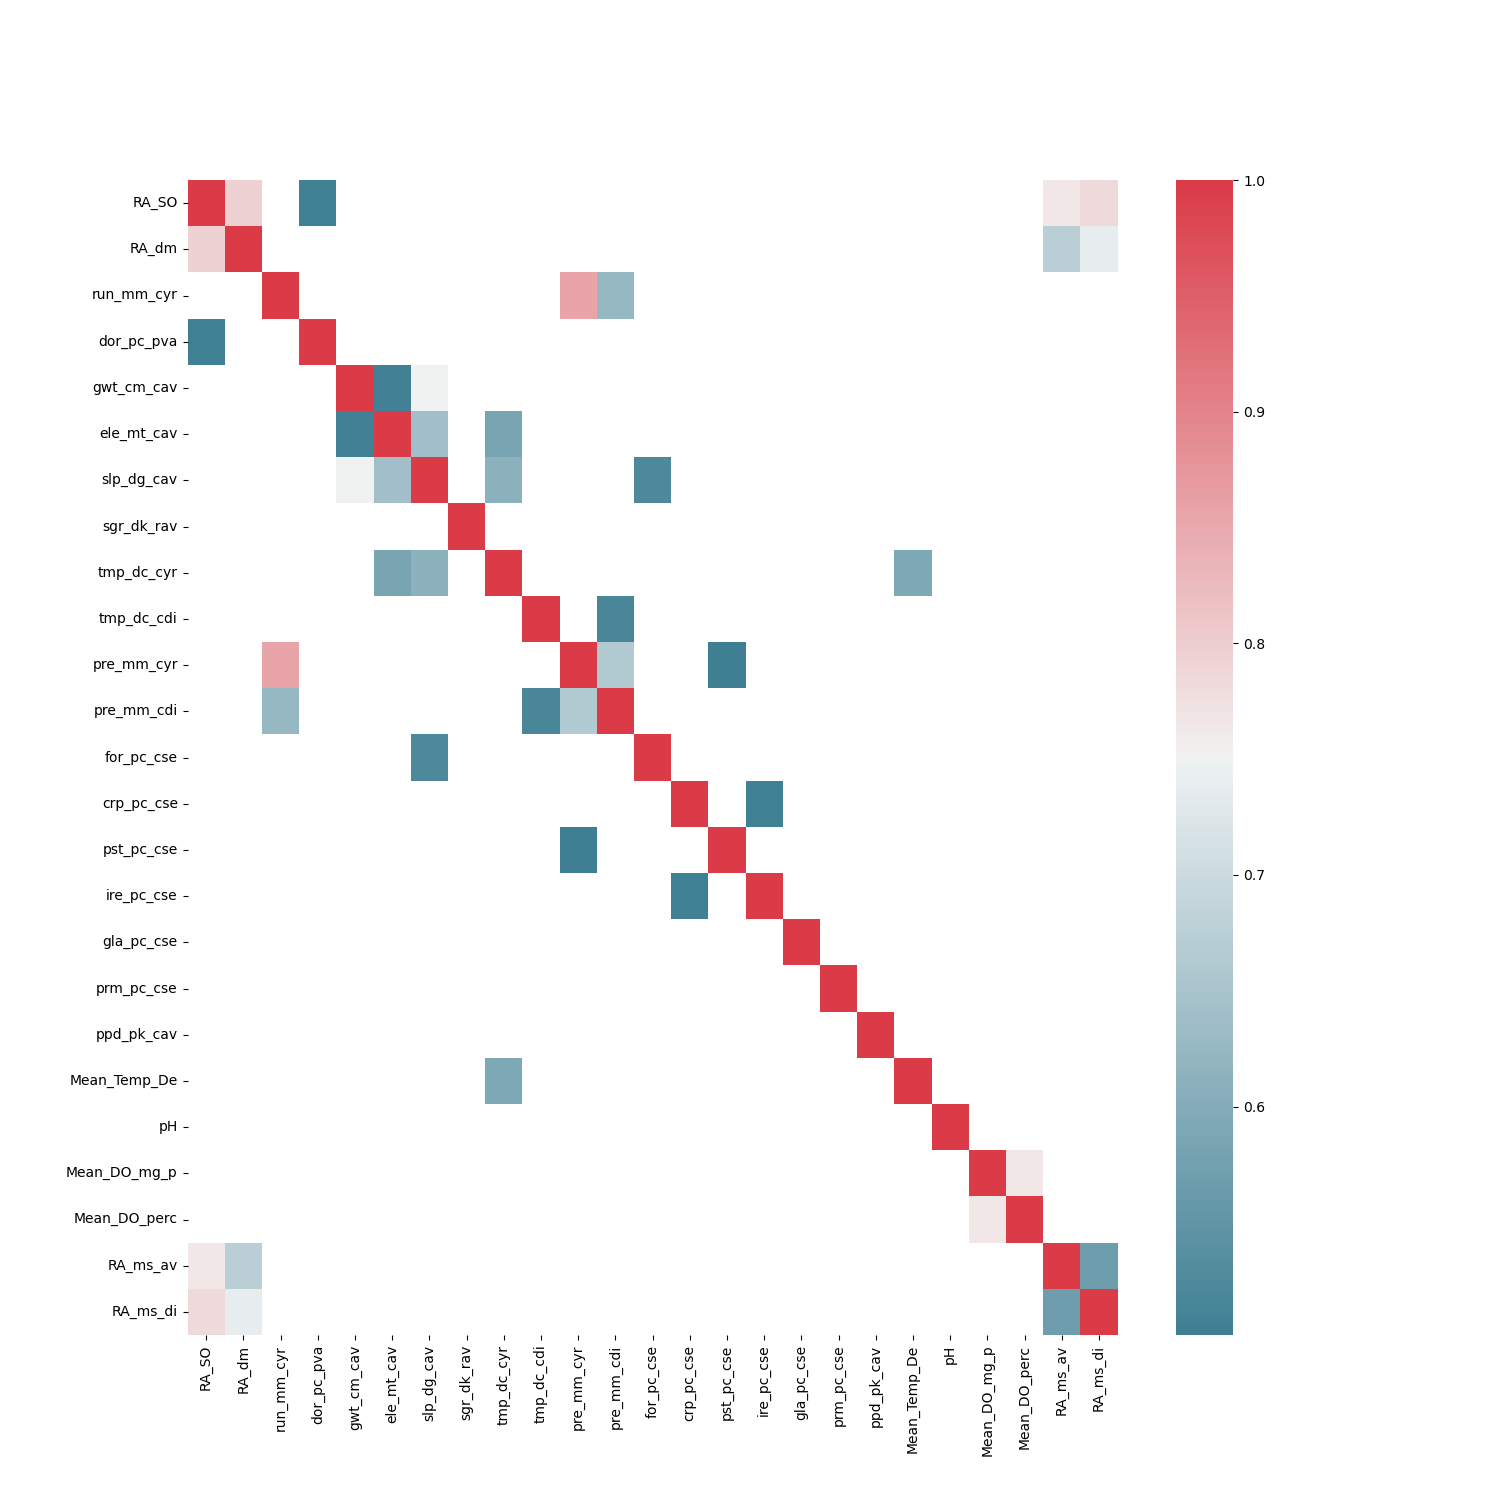 RA_SO
RA_dm
run_mm_cyr
dor_pc_pva
gwt_cm_cav
ele_mt_cav
slp_dg_cav
sgr_dk_rav
tmp_dc_cyr
tmp_dc_cdi
pre_mm_cyr
pre_mm_cdi
for_pc_cse
crp_pc_cse
pst_pc_cse
ire_pc_cse
gla_pc_cse
prm_pc_cse
ppd_pk_cav
Mean_Temp_De
pH
Mean_DO_mg_p
Mean_DO_perc
RA_ms_av
RA_ms_di
RA_SO
RA_dm
run_mm_cyr
dor_pc_pva
gwt_cm_cav
ele_mt_cav
slp_dg_cav
sgr_dk_rav
tmp_dc_cyr
tmp_dc_cdi
pre_mm_cyr
pre_mm_cdi
for_pc_cse
crp_pc_cse
pst_pc_cse
ire_pc_cse
gla_pc_cse
prm_pc_cse
ppd_pk_cav
Mean_Temp_De
pH
Mean_DO_mg_p
Mean_DO_perc
RA_ms_av
RA_ms_di
1.0
0.9
0.8
0.7
0.6